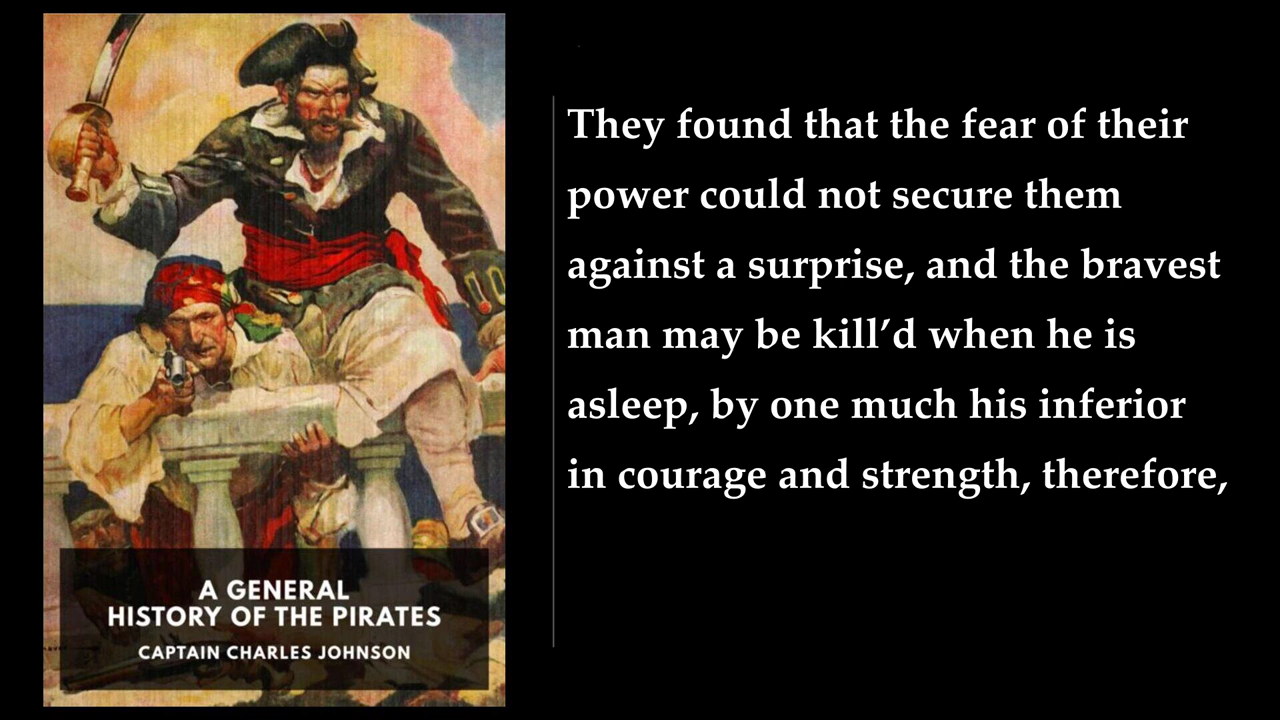 A GENERAL
HISTORY OF THE PIRATES
CAPTAIN CHARLES JOHNSON
They found that the fear of their
power could not secure them
against a surprise, and the bravest
man may be kill’d when he is
asleep, by one much his inferior
in courage and strength, therefore,